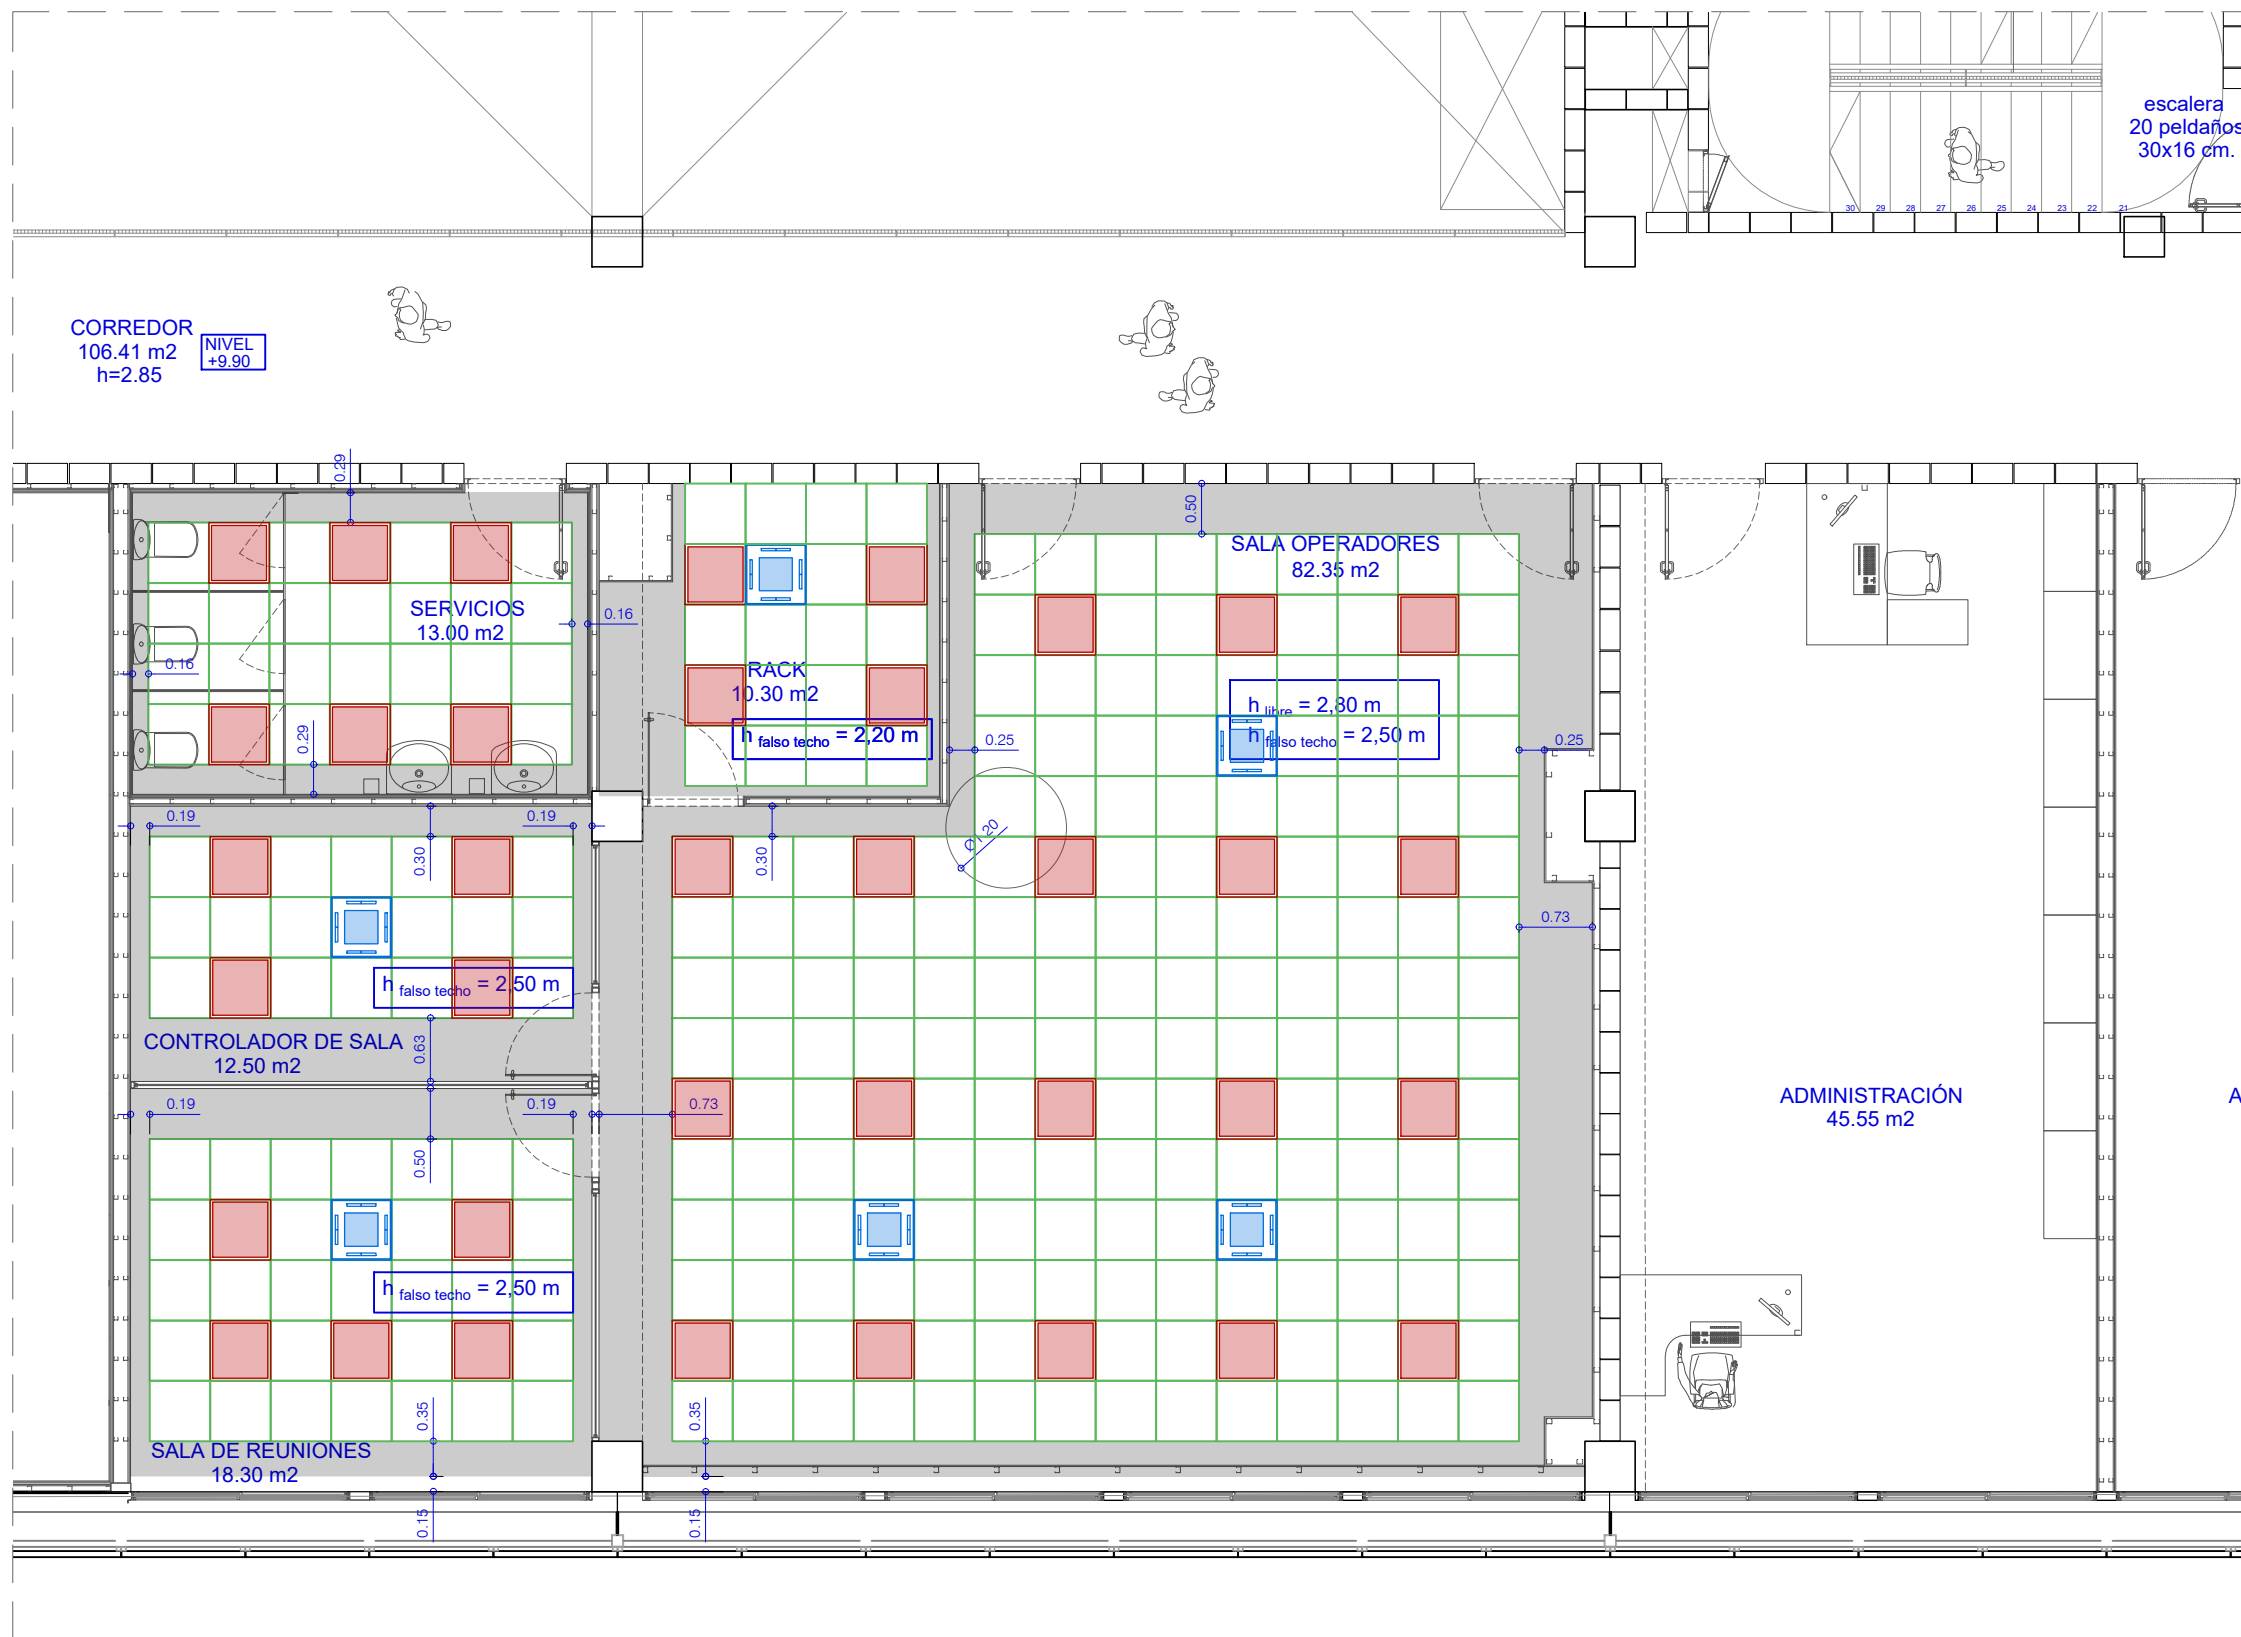 escalera
20 peldaños
30x16 cm.
30 29 28 27 26 25 24 23 22 21
CORREDOR
106.41 m2
h=2.85
NIVEL
+9.90
0.29
0.50
SALA OPERADORES
82.35 m2
SERVICIOS
13.00 m2
0.16
0.16
RACK
10.30 m2
h falso techo = 2,20 m
h libre = 2,80 m
h falso techo = 2,50 m
0.29
0.25
0.25
0.19
0.19
0.30
0.30
Ø1.20
0.73
h falso techo = 2,50 m
CONTROLADOR DE SALA
12.50 m2
0.63
0.19
0.19
0.73
ADMINISTRACIÓN
45.55 m2
A
0.50
h falso techo = 2,50 m
0.35
0.35
SALA DE REUNIONES
18.30 m2
0.15
0.15